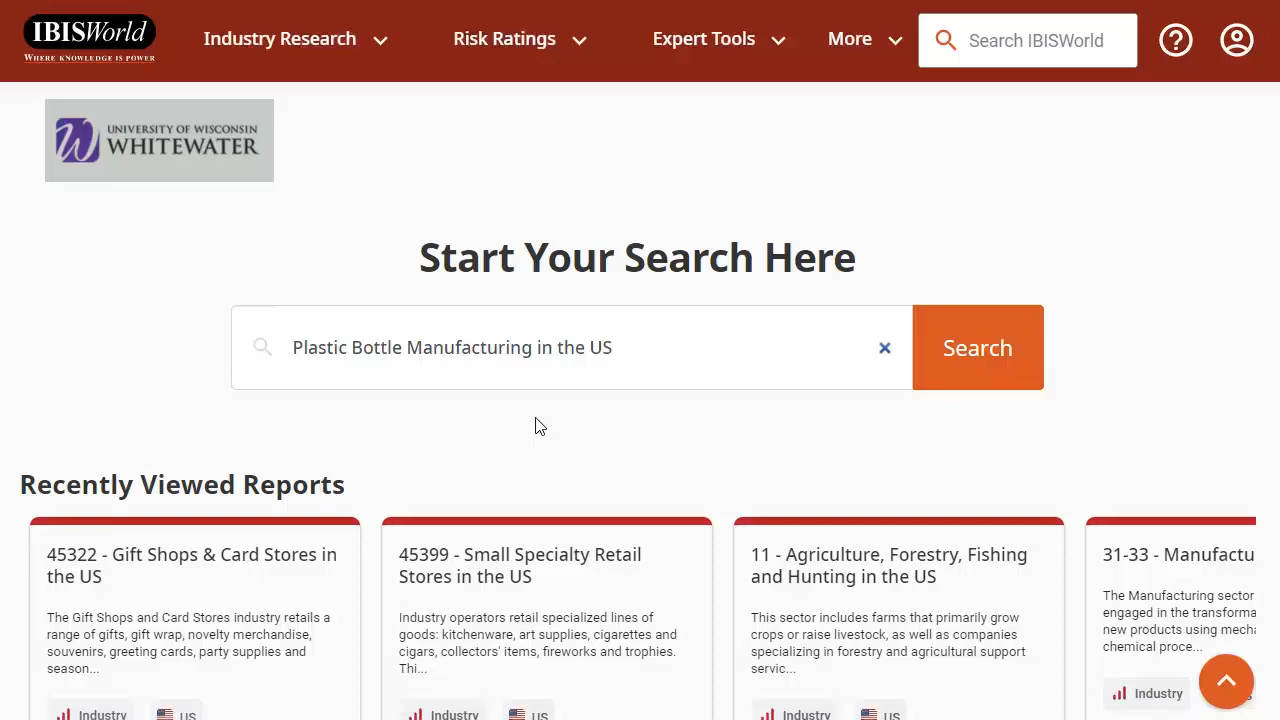 IBISWorld
WHERE KNOWLEDGE IS POWER
Industry Research
Risk Ratings
Expert Tools
More
Search IBISWorld
UNIVERSITY OF WISCONSIN
WHITEWATER
Start Your Search Here
Plastic Bottle Manufacturing in the US
Search
Recently Viewed Reports
45322 - Gift Shops & Card Stores in
the US
The Gift Shops and Card Stores industry retails a
range of gifts, gift wrap, novelty merchandise,
souvenirs, greeting cards, party supplies and
season...
Industry
US
45399 - Small Specialty Retail
Stores in the US
Industry operators retail specialized lines of
goods: kitchenware, art supplies, cigarettes and
cigars, collectors' items, fireworks and trophies.
Thi...
Industry
US
11 - Agriculture, Forestry, Fishing
and Hunting in the US
This sector includes farms that primarily grow
crops or raise livestock, as well as companies
specializing in forestry and agricultural support
servic...
Industry
US
31-33 - Manufactu
The Manufacturing sector
engaged in the transforma
new products using mecha
chemical proce...
Industry